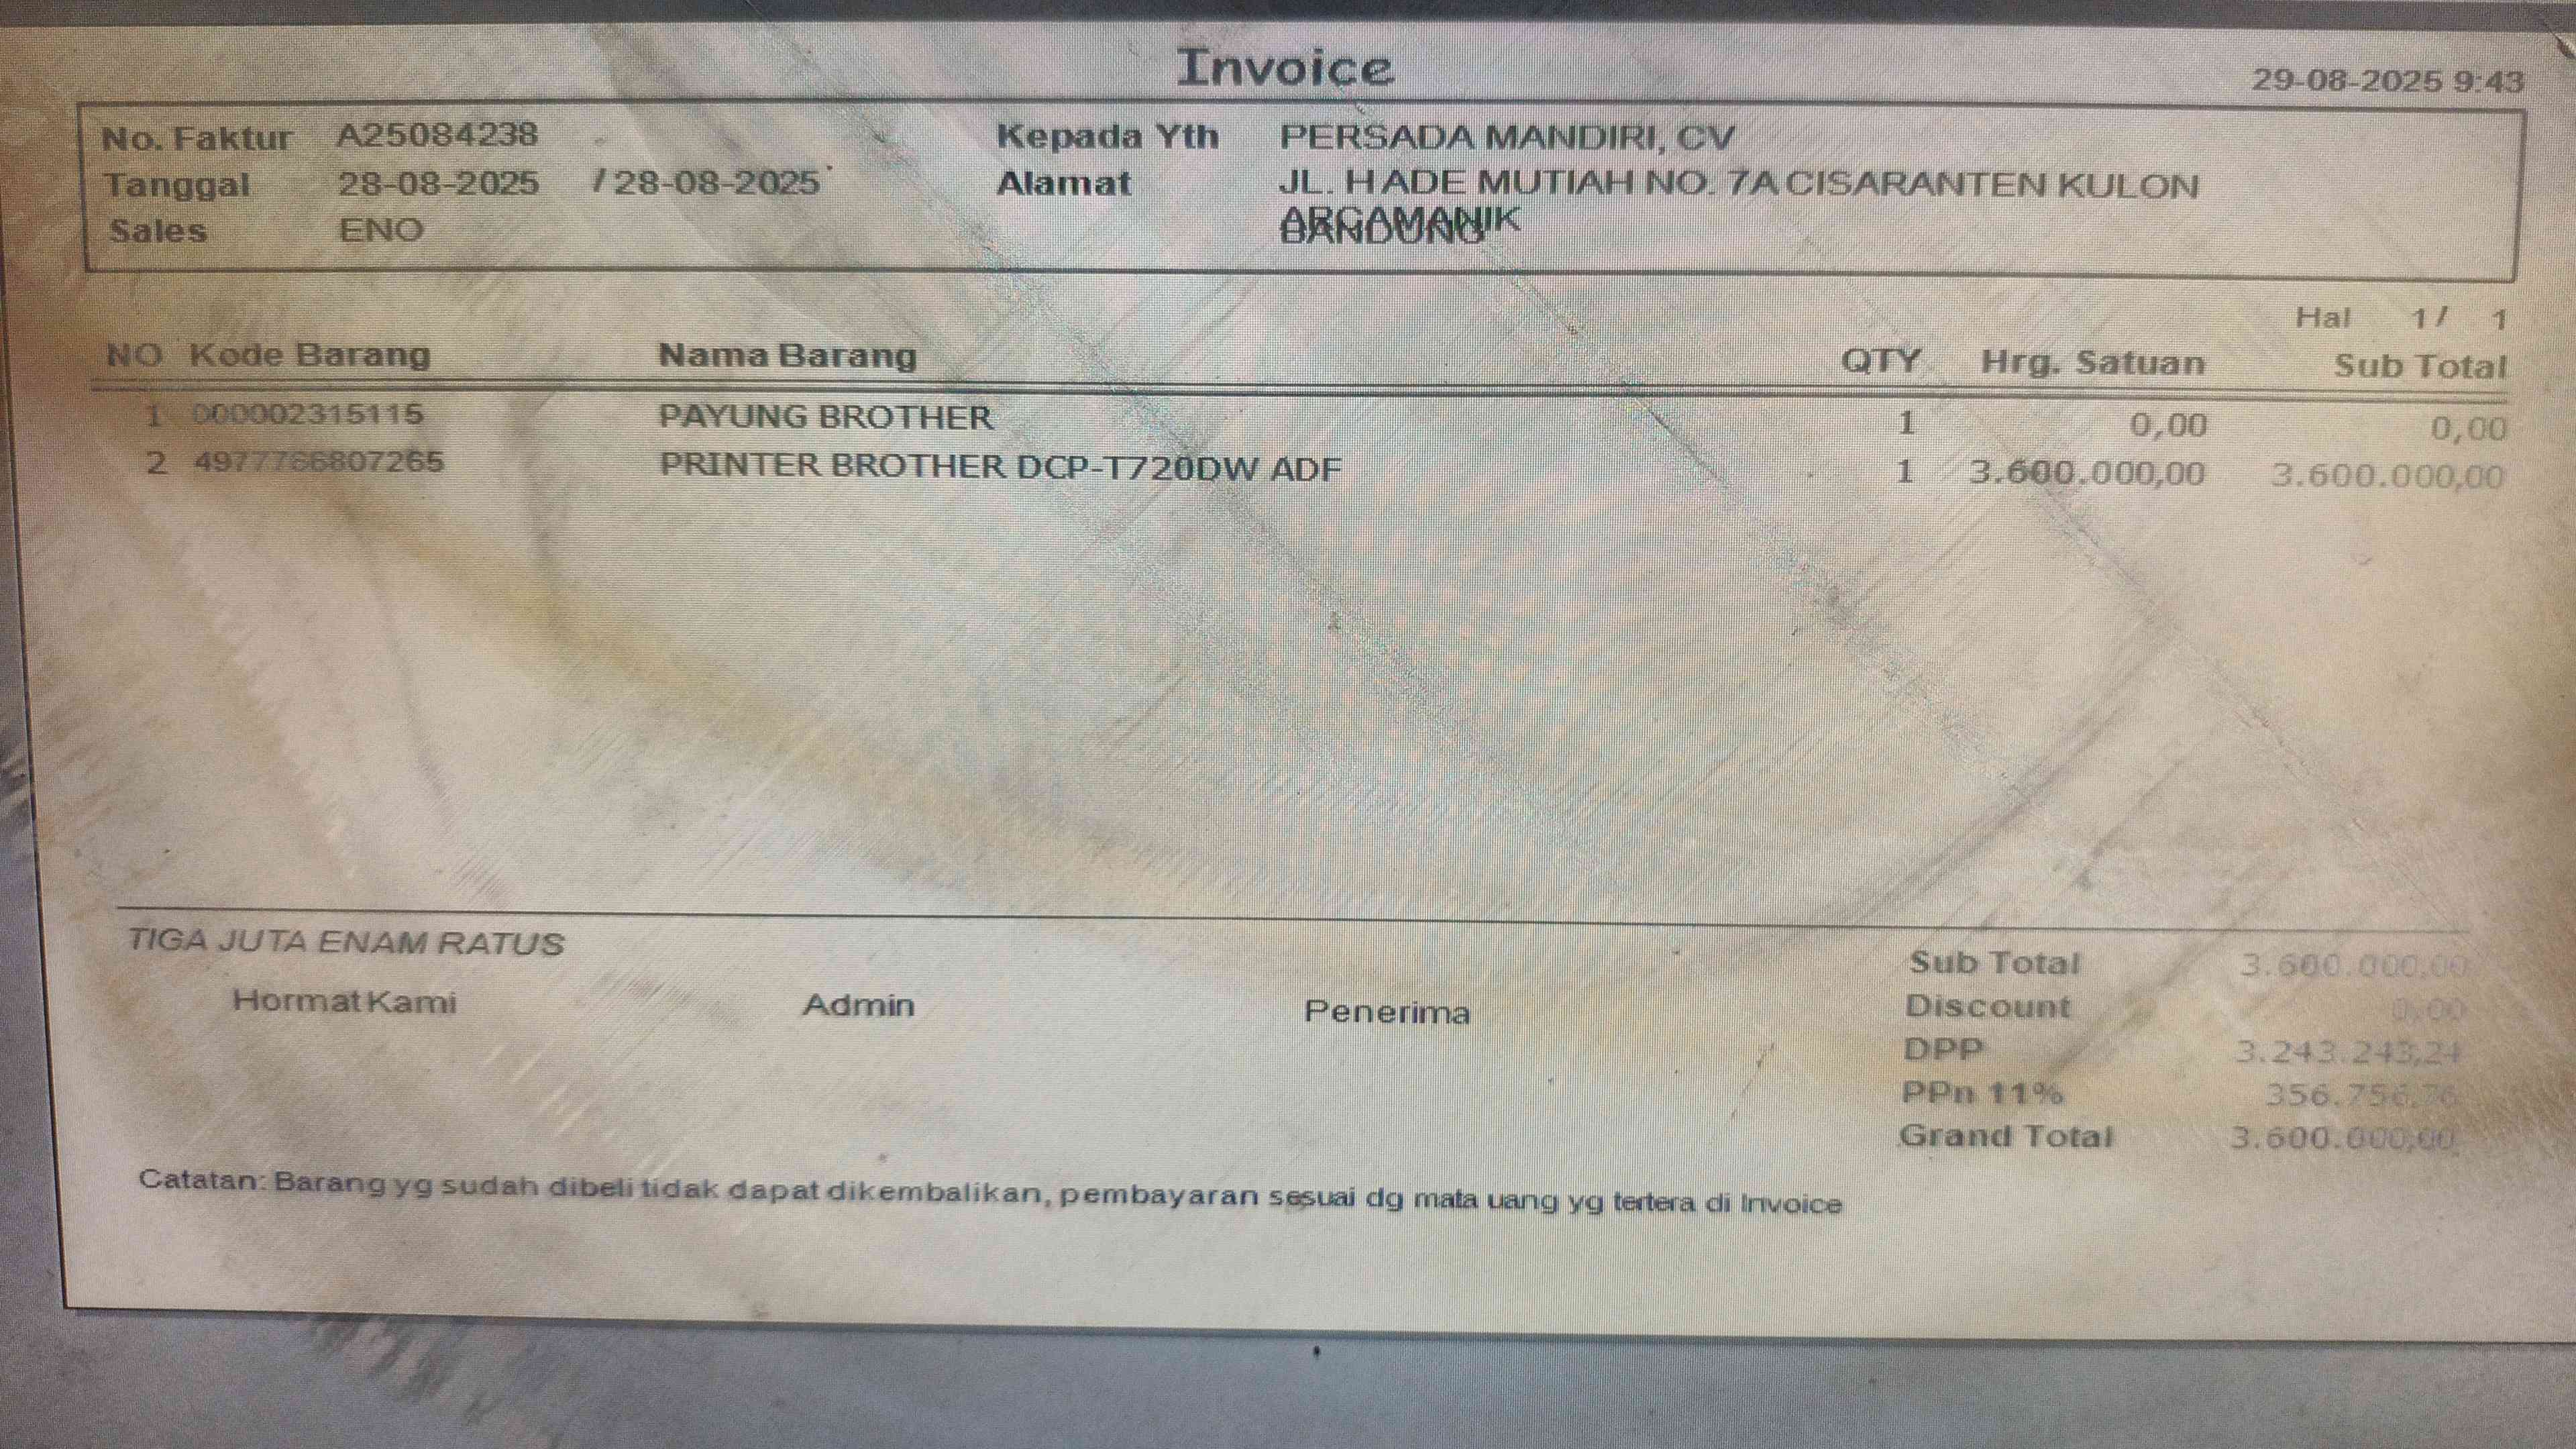 Invoice
29-08-2025 9:43
No. Faktur A25084238
Kepada Yth PERSADA MANDIRI, CV
Tanggal 28-08-2025 / 28-08-2025
Alamat JL. H ADE MUTIAH NO. 7A CISARANTEN KULON
Sales ENO
Hal 1 / 1
NO Kode Barang Nama Barang QTY Hrg. Satuan Sub Total
1 000002315115 PAYUNG BROTHER 1 0,00 0,00
2 4977766807265 PRINTER BROTHER DCP-T720DW ADF 1 3.600.000,00 3.600.000,00
TIGA JUTA ENAM RATUS
Hormat Kami Admin Penerima
Sub Total 3.600.000,00
Discount 0,00
DPP 3.243.243,24
PPn 11% 356.756,76
Grand Total 3.600.000,00
Catatan: Barang yg sudah dibeli tidak dapat dikembalikan, pembayaran sesuai dg mata uang yg tertera di Invoice